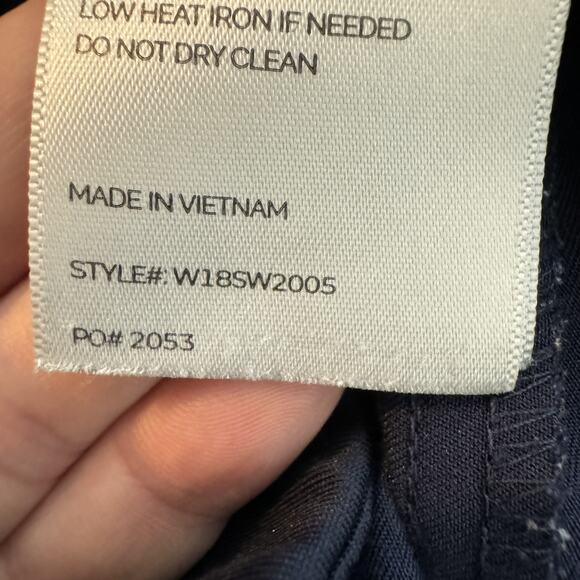 LOW HEAT IRON IF NEEDED
DO NOT DRY CLEAN
MADE IN VIETNAM
STYLE#: W18SW2005
PO# 2053